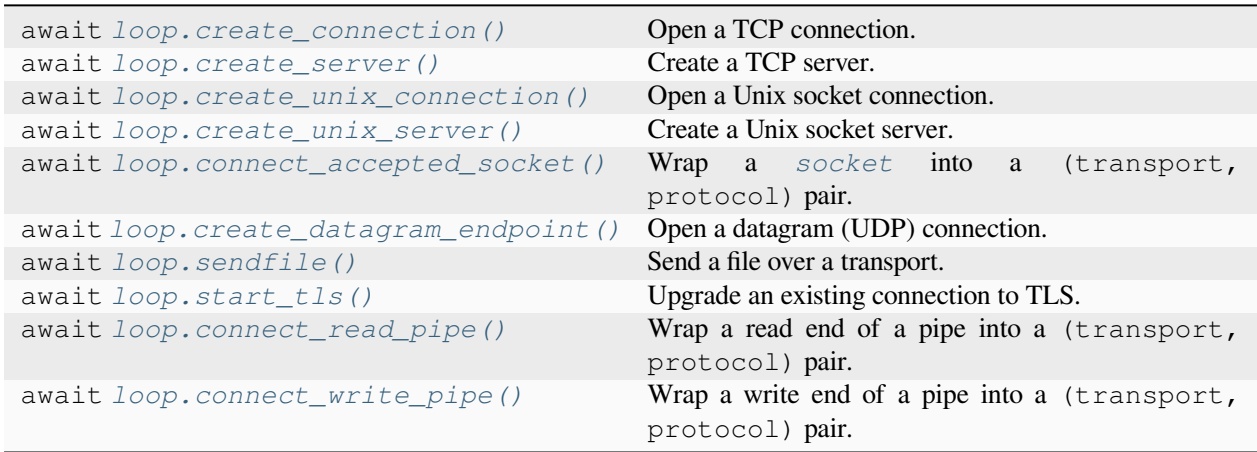 await loop.create_connection() Open a TCP connection.
await loop.create_server() Create a TCP server.
await loop.create_unix_connection() Open a Unix socket connection.
await loop.create_unix_server() Create a Unix socket server.
await loop.connect_accepted_socket() Wrap a socket into a (transport,
protocol) pair.
await loop.create_datagram_endpoint() Open a datagram (UDP) connection.
await loop.sendfile() Send a file over a transport.
await loop.start_tls() Upgrade an existing connection to TLS.
await loop.connect_read_pipe() Wrap a read end of a pipe into a (transport,
protocol) pair.
await loop.connect_write_pipe() Wrap a write end of a pipe into a (transport,
protocol) pair.